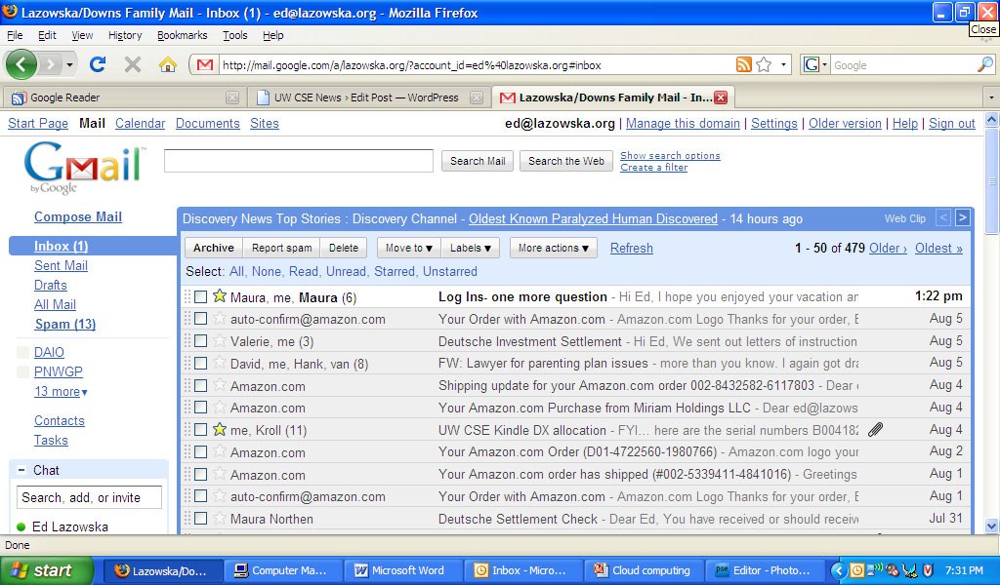 Lazowska/Downs Family Mail - Inbox (1) - ed@lazowska.org - Mozilla Firefox
Close
File Edit View History Bookmarks Tools Help
http://mail.google.com/a/lazowska.org/?account_id=ed%40lazowska.org#inbox
G Google
Google Reader
UW CSE News › Edit Post — WordPress
Lazowska/Downs Family Mail - In...
Start Page Mail Calendar Documents Sites
ed@lazowska.org | Manage this domain | Settings | Older version | Help | Sign out
Gmail™
by Google
Search Mail Search the Web
Show search options
Create a filter
Compose Mail
Inbox (1)
Sent Mail
Drafts
All Mail
Spam (13)
DAIO
PNWGP
13 more▾
Contacts
Tasks
− Chat
Search, add, or invite
Ed Lazowska
Discovery News Top Stories : Discovery Channel - Oldest Known Paralyzed Human Discovered - 14 hours ago
Web Clip < >
Archive Report spam Delete Move to ▾ Labels ▾ More actions ▾ Refresh
1 - 50 of 479 Older › Oldest »
Select: All, None, Read, Unread, Starred, Unstarred
Maura, me, Maura (6) Log Ins- one more question - Hi Ed, I hope you enjoyed your vacation an 1:22 pm
auto-confirm@amazon.com Your Order with Amazon.com - Amazon.com Logo Thanks for your order, E Aug 5
Valerie, me (3) Deutsche Investment Settlement - Hi Ed, We sent out letters of instruction Aug 5
David, me, Hank, van (8) FW: Lawyer for parenting plan issues - more than you know. I again got dra Aug 5
Amazon.com Shipping update for your Amazon.com order 002-8432582-6117803 - Dear Aug 4
Amazon.com Your Amazon.com Purchase from Miriam Holdings LLC - Dear ed@lazows Aug 4
me, Kroll (11) UW CSE Kindle DX allocation - FYI... here are the serial numbers B004182 Aug 4
Amazon.com Your Amazon.com Order (D01-4722560-1980766) - Amazon.com logo your Aug 2
Amazon.com Your Amazon.com order has shipped (#002-5339411-4841016) - Greetings Aug 1
auto-confirm@amazon.com Your Order with Amazon.com - Amazon.com Logo Thanks for your order, E Aug 1
Maura Northen Deutsche Settlement Check - Dear Ed, You have received or should receive Jul 31
Done
start Lazowska/Do... Computer Ma... Microsoft Word Inbox - Micro... Cloud computing pse Editor - Photo... 7:31 PM